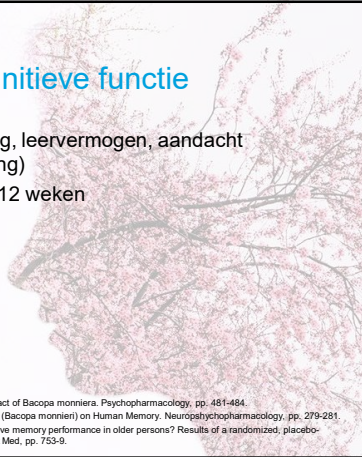 nitieve functie
g, leervermogen, aandacht
ng)
12 weken
act of Bacopa monniera. Psychopharmacology, pp. 481-484.
(Bacopa monnieri) on Human Memory. Neuropshychopharmacology, pp. 279-281.
ve memory performance in older persons? Results of a randomized, placebo-
Med, pp. 753-9.